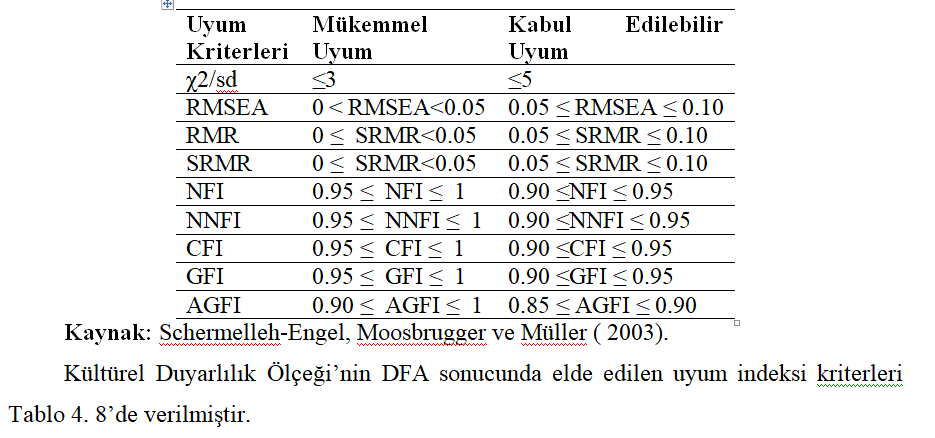 Uyum Mükemmel Kabul Edilebilir
Kriterleri Uyum Uyum
χ2/sd ≤3 ≤5
RMSEA 0 < RMSEA<0.05 0.05 ≤ RMSEA ≤ 0.10
RMR 0 ≤ SRMR<0.05 0.05 ≤ SRMR ≤ 0.10
SRMR 0 ≤ SRMR<0.05 0.05 ≤ SRMR ≤ 0.10
NFI 0.95 ≤ NFI ≤ 1 0.90 ≤NFI ≤ 0.95
NNFI 0.95 ≤ NNFI ≤ 1 0.90 ≤NNFI ≤ 0.95
CFI 0.95 ≤ CFI ≤ 1 0.90 ≤CFI ≤ 0.95
GFI 0.95 ≤ GFI ≤ 1 0.90 ≤GFI ≤ 0.95
AGFI 0.90 ≤ AGFI ≤ 1 0.85 ≤ AGFI ≤ 0.90
Kaynak: Schermelleh-Engel, Moosbrugger ve Müller ( 2003).
Kültürel Duyarlılık Ölçeği’nin DFA sonucunda elde edilen uyum indeksi kriterleri
Tablo 4. 8’de verilmiştir.